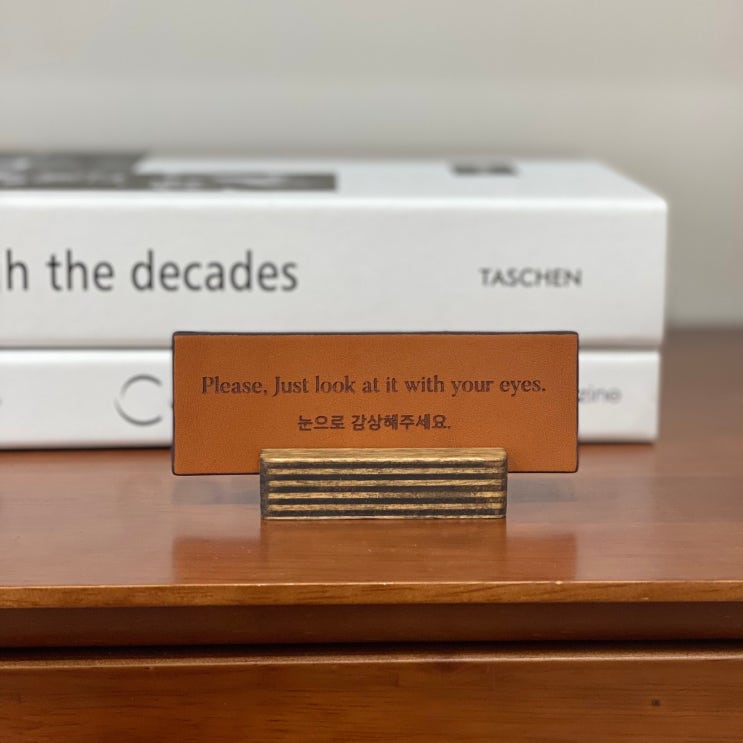 the decades
TASCHEN
Please, Just look at it with your eyes.
눈으로 감상해주세요.